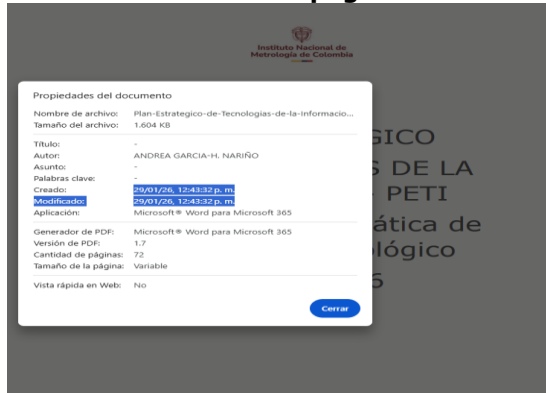 Instituto Nacional de
Metrología de Colombia
Propiedades del documento
Nombre de archivo: Plan-Estrategico-de-Tecnologias-de-la-Informacio...
Tamaño del archivo: 1.604 KB
Título: -
Autor: ANDREA GARCIA-H. NARIÑO
Asunto: -
Palabras clave: -
Creado: 29/01/26, 12:43:32 p. m.
Modificado: 29/01/26, 12:43:32 p. m.
Aplicación: Microsoft® Word para Microsoft 365
Generador de PDF: Microsoft® Word para Microsoft 365
Versión de PDF: 1.7
Cantidad de páginas: 72
Tamaño de la página: Variable
Vista rápida en Web: No
Cerrar
GICO
S DE LA
PETI
ática de
lógico